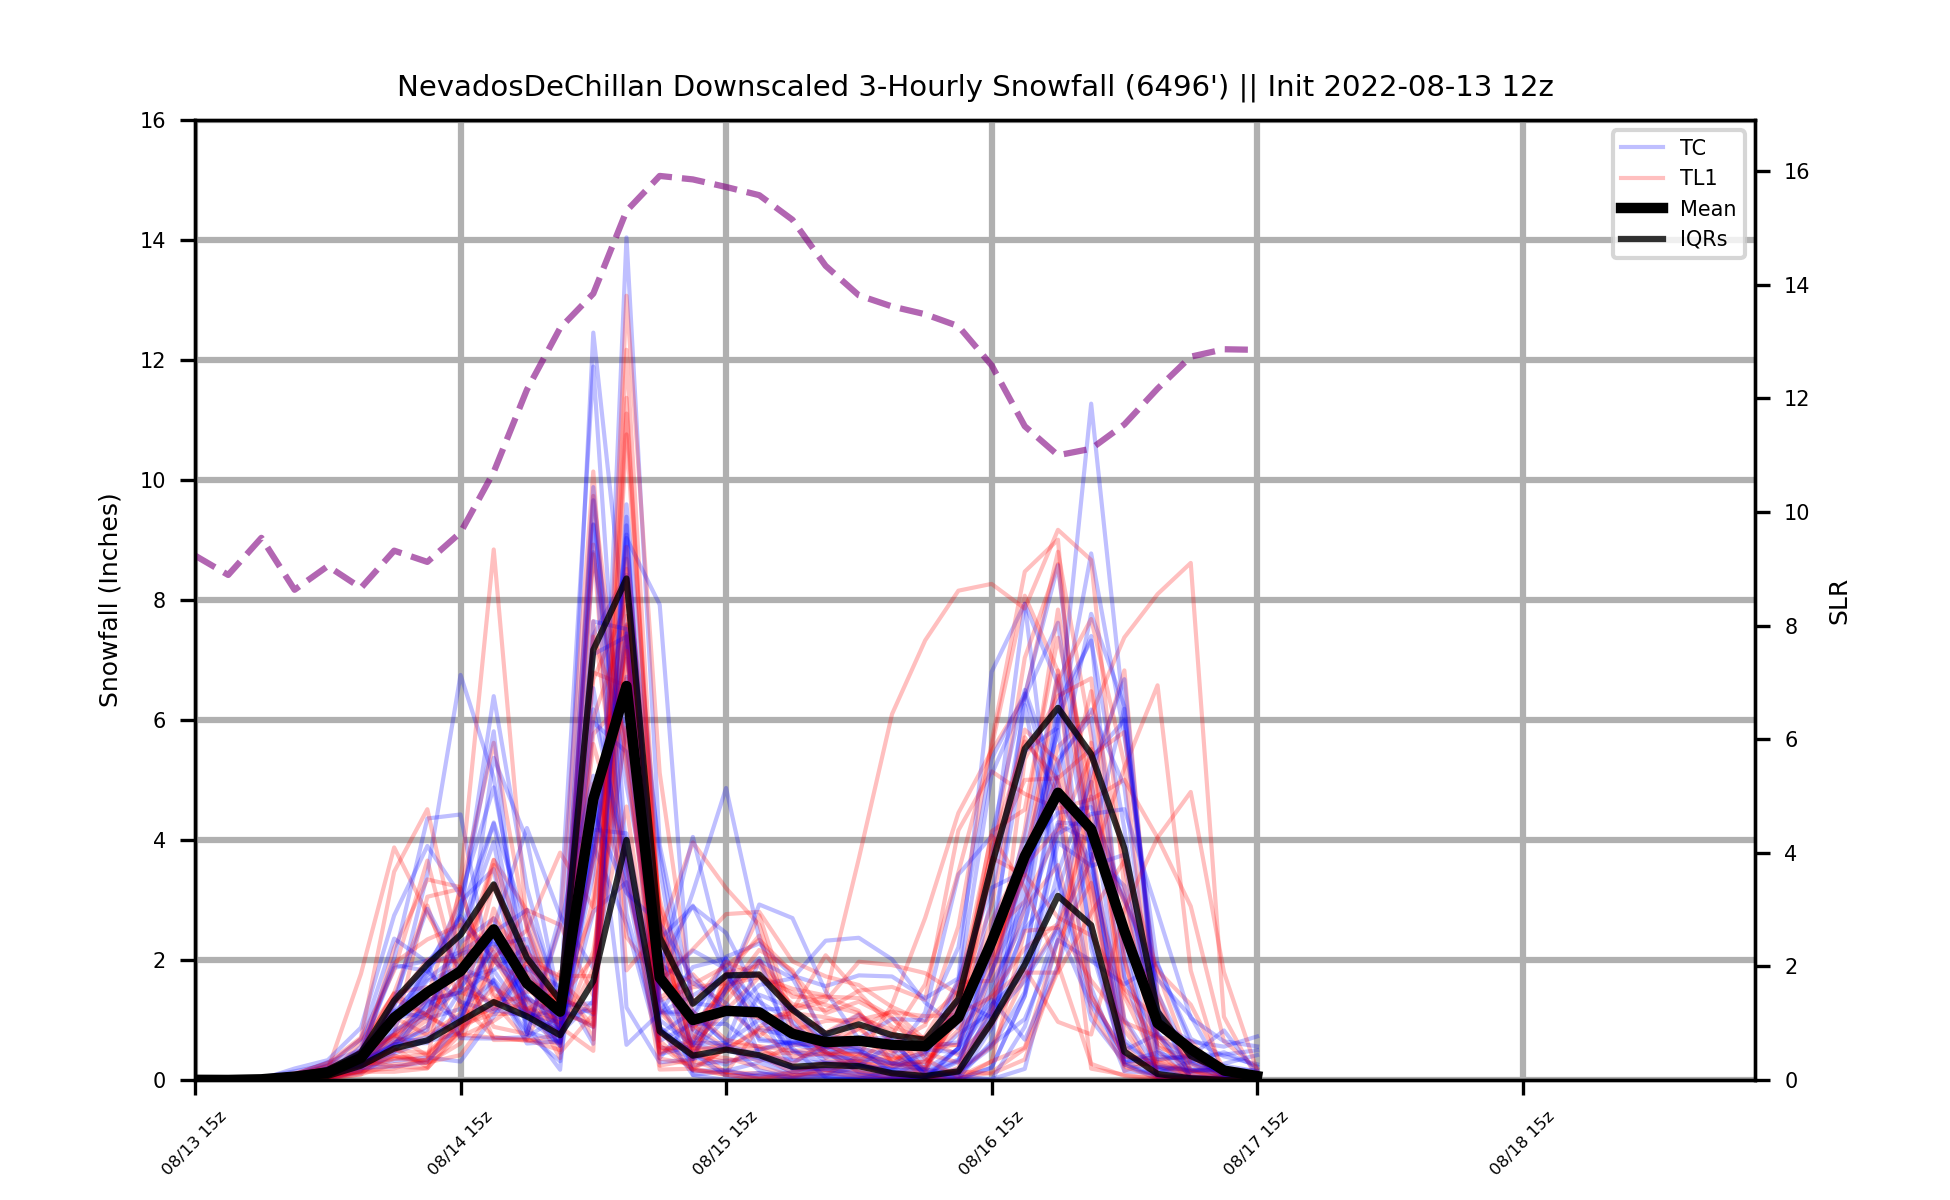 NevadosDeChillan Downscaled 3-Hourly Snowfall (6496') || Init 2022-08-13 12z
TC
TL1
Mean
IQRs
Snowfall (Inches)
16
14
12
10
8
6
4
2
0
SLR
16
14
12
10
8
6
4
2
0
08/13 15z
08/14 15z
08/15 15z
08/16 15z
08/17 15z
08/18 15z